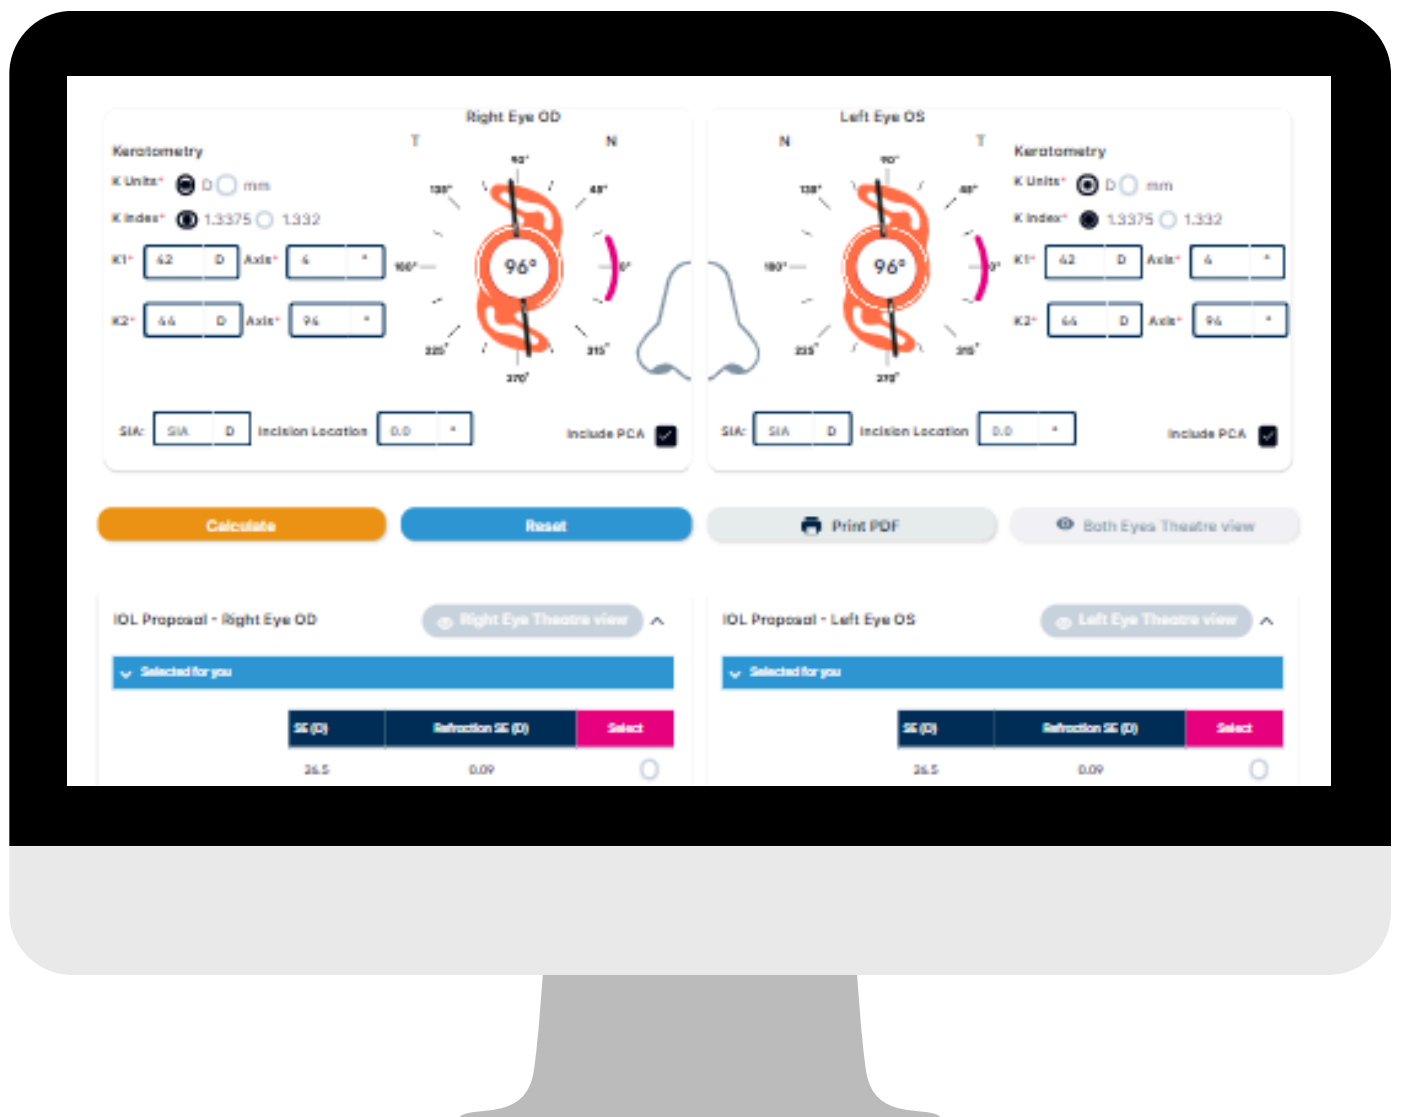 Right Eye OD
T
N
Keratometry
K Units* D mm
K Index* 1.3375 1.332
K1* 42 D Axis* 6 °
K2* 44 D Axis* 96 °
90°
135°
45°
180°
0°
225°
315°
270°
96°
SIA: SIA D Incision Location 0.0 °
Include PCA
Left Eye OS
N
T
Keratometry
K Units* D mm
K Index* 1.3375 1.332
K1* 42 D Axis* 6 °
K2* 44 D Axis* 96 °
90°
135°
45°
180°
0°
225°
315°
270°
96°
SIA: SIA D Incision Location 0.0 °
Include PCA
Calculate
Reset
Print PDF
Both Eyes Theatre view
IOL Proposal - Right Eye OD
Right Eye Theatre view
Selected for you
SE (D) Refraction SE (D) Select
26.5 0.09
IOL Proposal - Left Eye OS
Left Eye Theatre view
Selected for you
SE (D) Refraction SE (D) Select
26.5 0.09